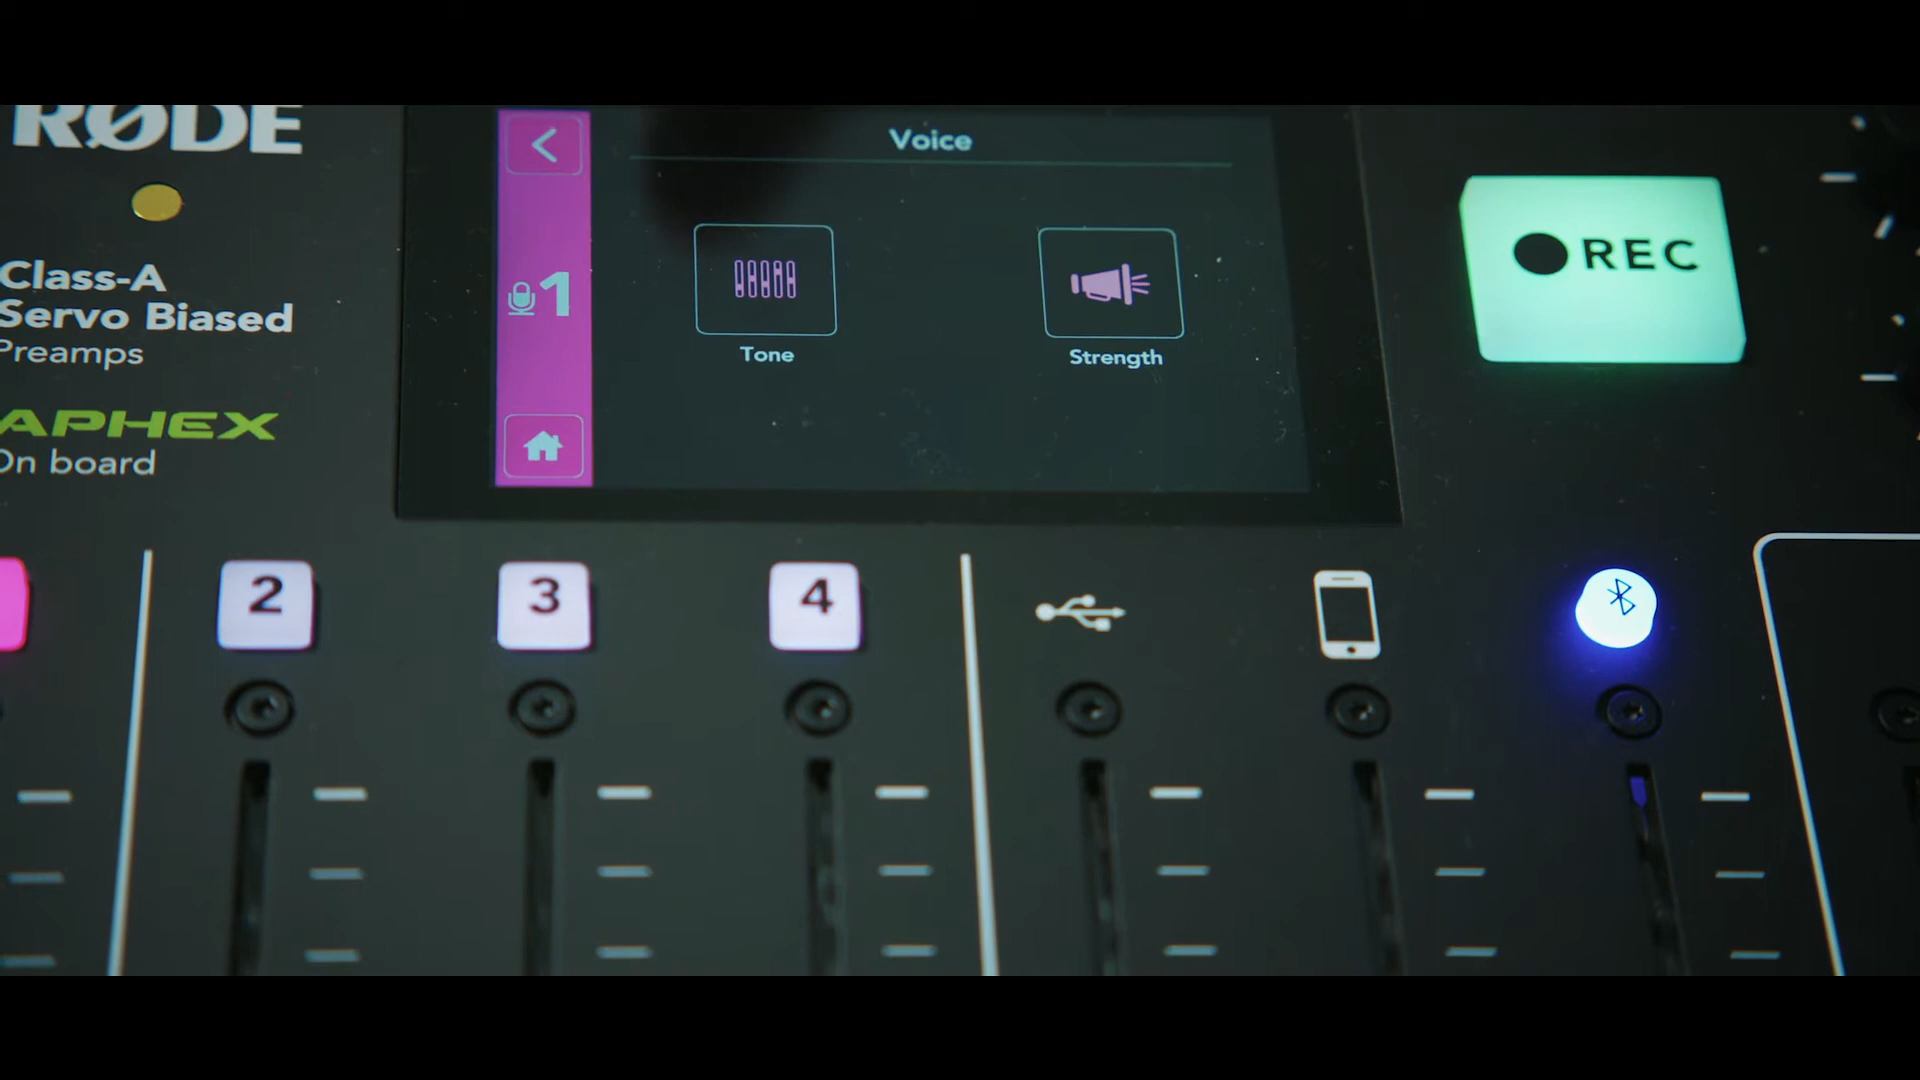 RØDE
Class-A
Servo Biased
Preamps
APHEX
On board
Voice
1
Tone
Strength
REC
2
3
4